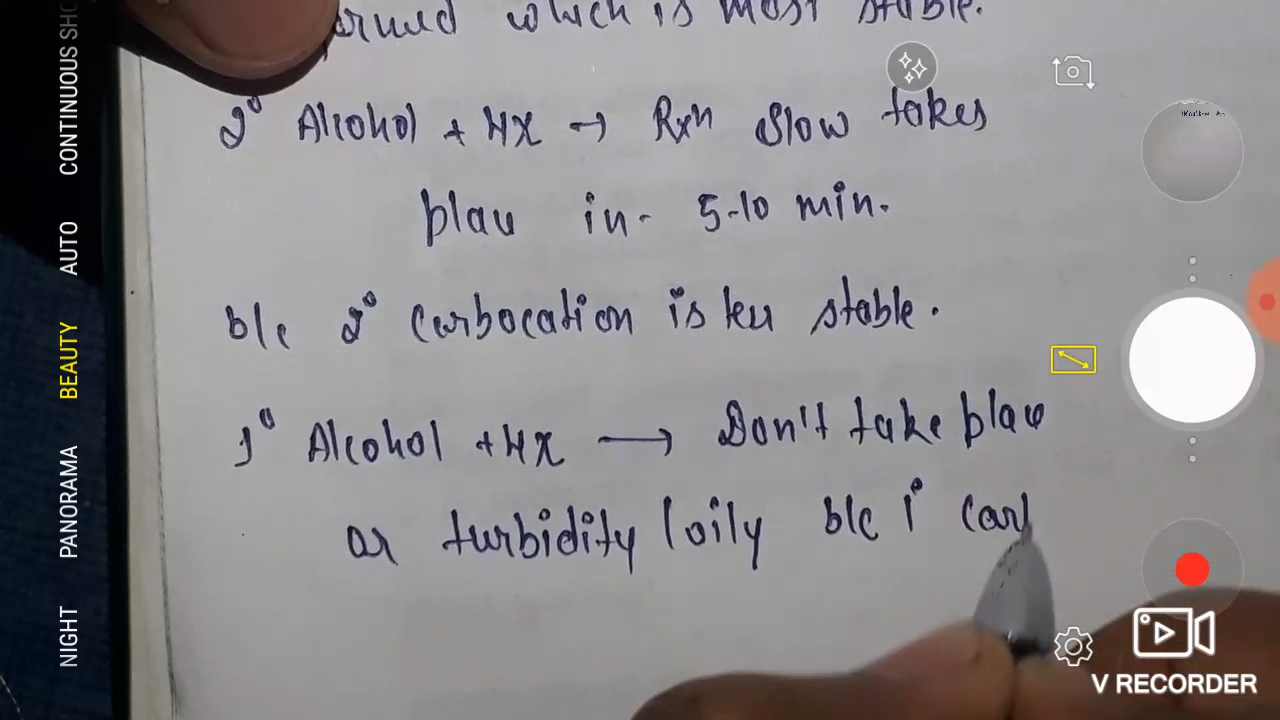 formed which is most stable.
2° Alcohol + HX → Rxn slow takes
place in 5-10 min.
b/c 2° carbocation is less stable.
1° Alcohol + HX → Don't take place
or turbidity / oily b/c 1° car
CONTINUOUS SHO
AUTO
BEAUTY
PANORAMA
NIGHT
V RECORDER